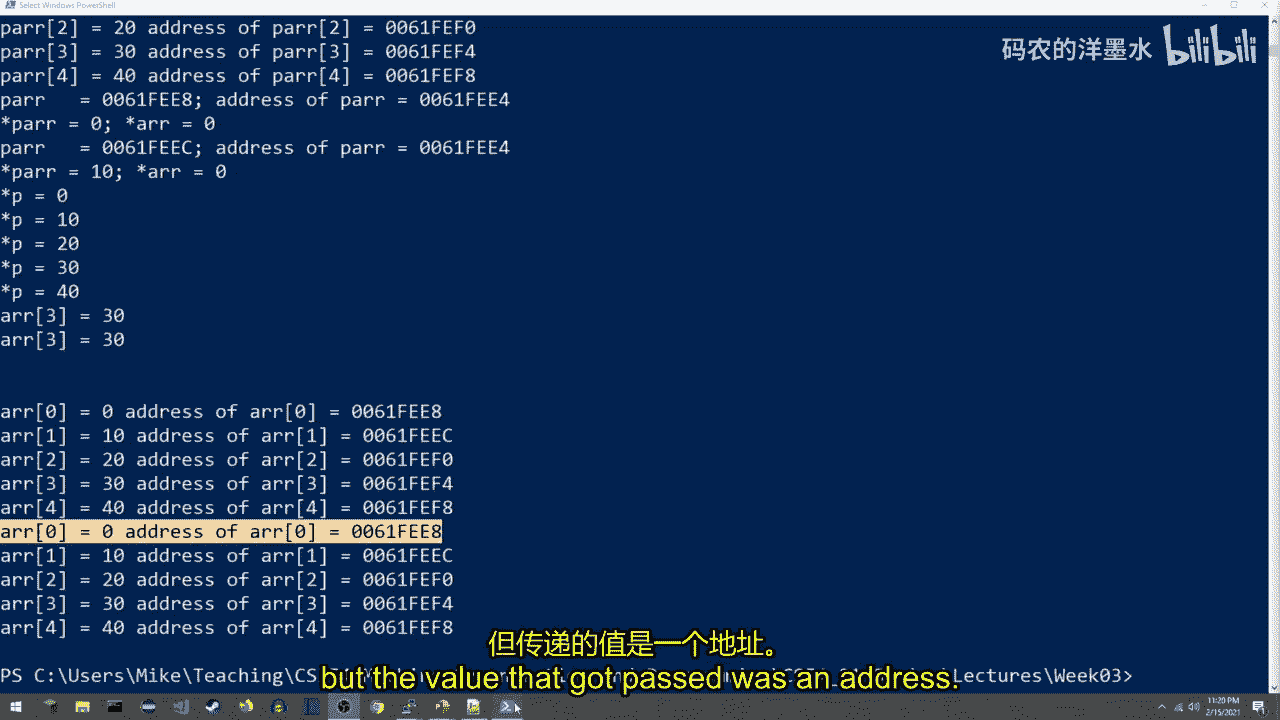 Select Windows PowerShell
parr[2] = 20 address of parr[2] = 0061FEF0
parr[3] = 30 address of parr[3] = 0061FEF4
parr[4] = 40 address of parr[4] = 0061FEF8
parr   = 0061FEE8; address of parr = 0061FEE4
*parr = 0; *arr = 0
parr   = 0061FEEC; address of parr = 0061FEE4
*parr = 10; *arr = 0
*p = 0
*p = 10
*p = 20
*p = 30
*p = 40
arr[3] = 30
arr[3] = 30
arr[0] = 0 address of arr[0] = 0061FEE8
arr[1] = 10 address of arr[1] = 0061FEEC
arr[2] = 20 address of arr[2] = 0061FEF0
arr[3] = 30 address of arr[3] = 0061FEF4
arr[4] = 40 address of arr[4] = 0061FEF8
arr[0] = 0 address of arr[0] = 0061FEE8
arr[1] = 10 address of arr[1] = 0061FEEC
arr[2] = 20 address of arr[2] = 0061FEF0
arr[3] = 30 address of arr[3] = 0061FEF4
arr[4] = 40 address of arr[4] = 0061FEF8
PS C:\Users\Mike\Teaching\CS Lectures\Week03>
码农的洋墨水 bilibili
但传递的值是一个地址。
but the value that got passed was an address.
11:20 PM
2/15/2021